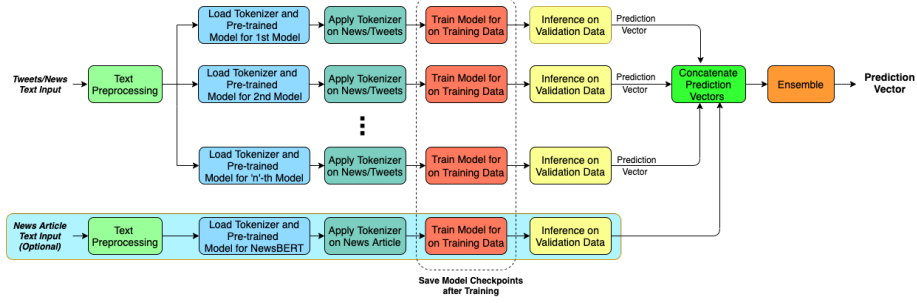 Load Tokenizer and
Pre-trained
Model for 1st Model
Apply Tokenizer
on News/Tweets
Train Model for
on Training Data
Inference on
Validation Data
Prediction
Vector
Tweets/News
Text Input
Text
Preprocessing
Load Tokenizer and
Pre-trained
Model for 2nd Model
Apply Tokenizer
on News/Tweets
Train Model for
on Training Data
Inference on
Validation Data
Prediction
Vector
Concatenate
Prediction
Vectors
Ensemble
Prediction
Vector
Load Tokenizer and
Pre-trained
Model for 'n'-th Model
Apply Tokenizer
on News/Tweets
Train Model for
on Training Data
Inference on
Validation Data
Prediction
Vector
News Article
Text Input
(Optional)
Text
Preprocessing
Load Tokenizer and
Pre-trained
Model for NewsBERT
Apply Tokenizer
on News Article
Train Model for
on Training Data
Inference on
Validation Data
Save Model Checkpoints
after Training